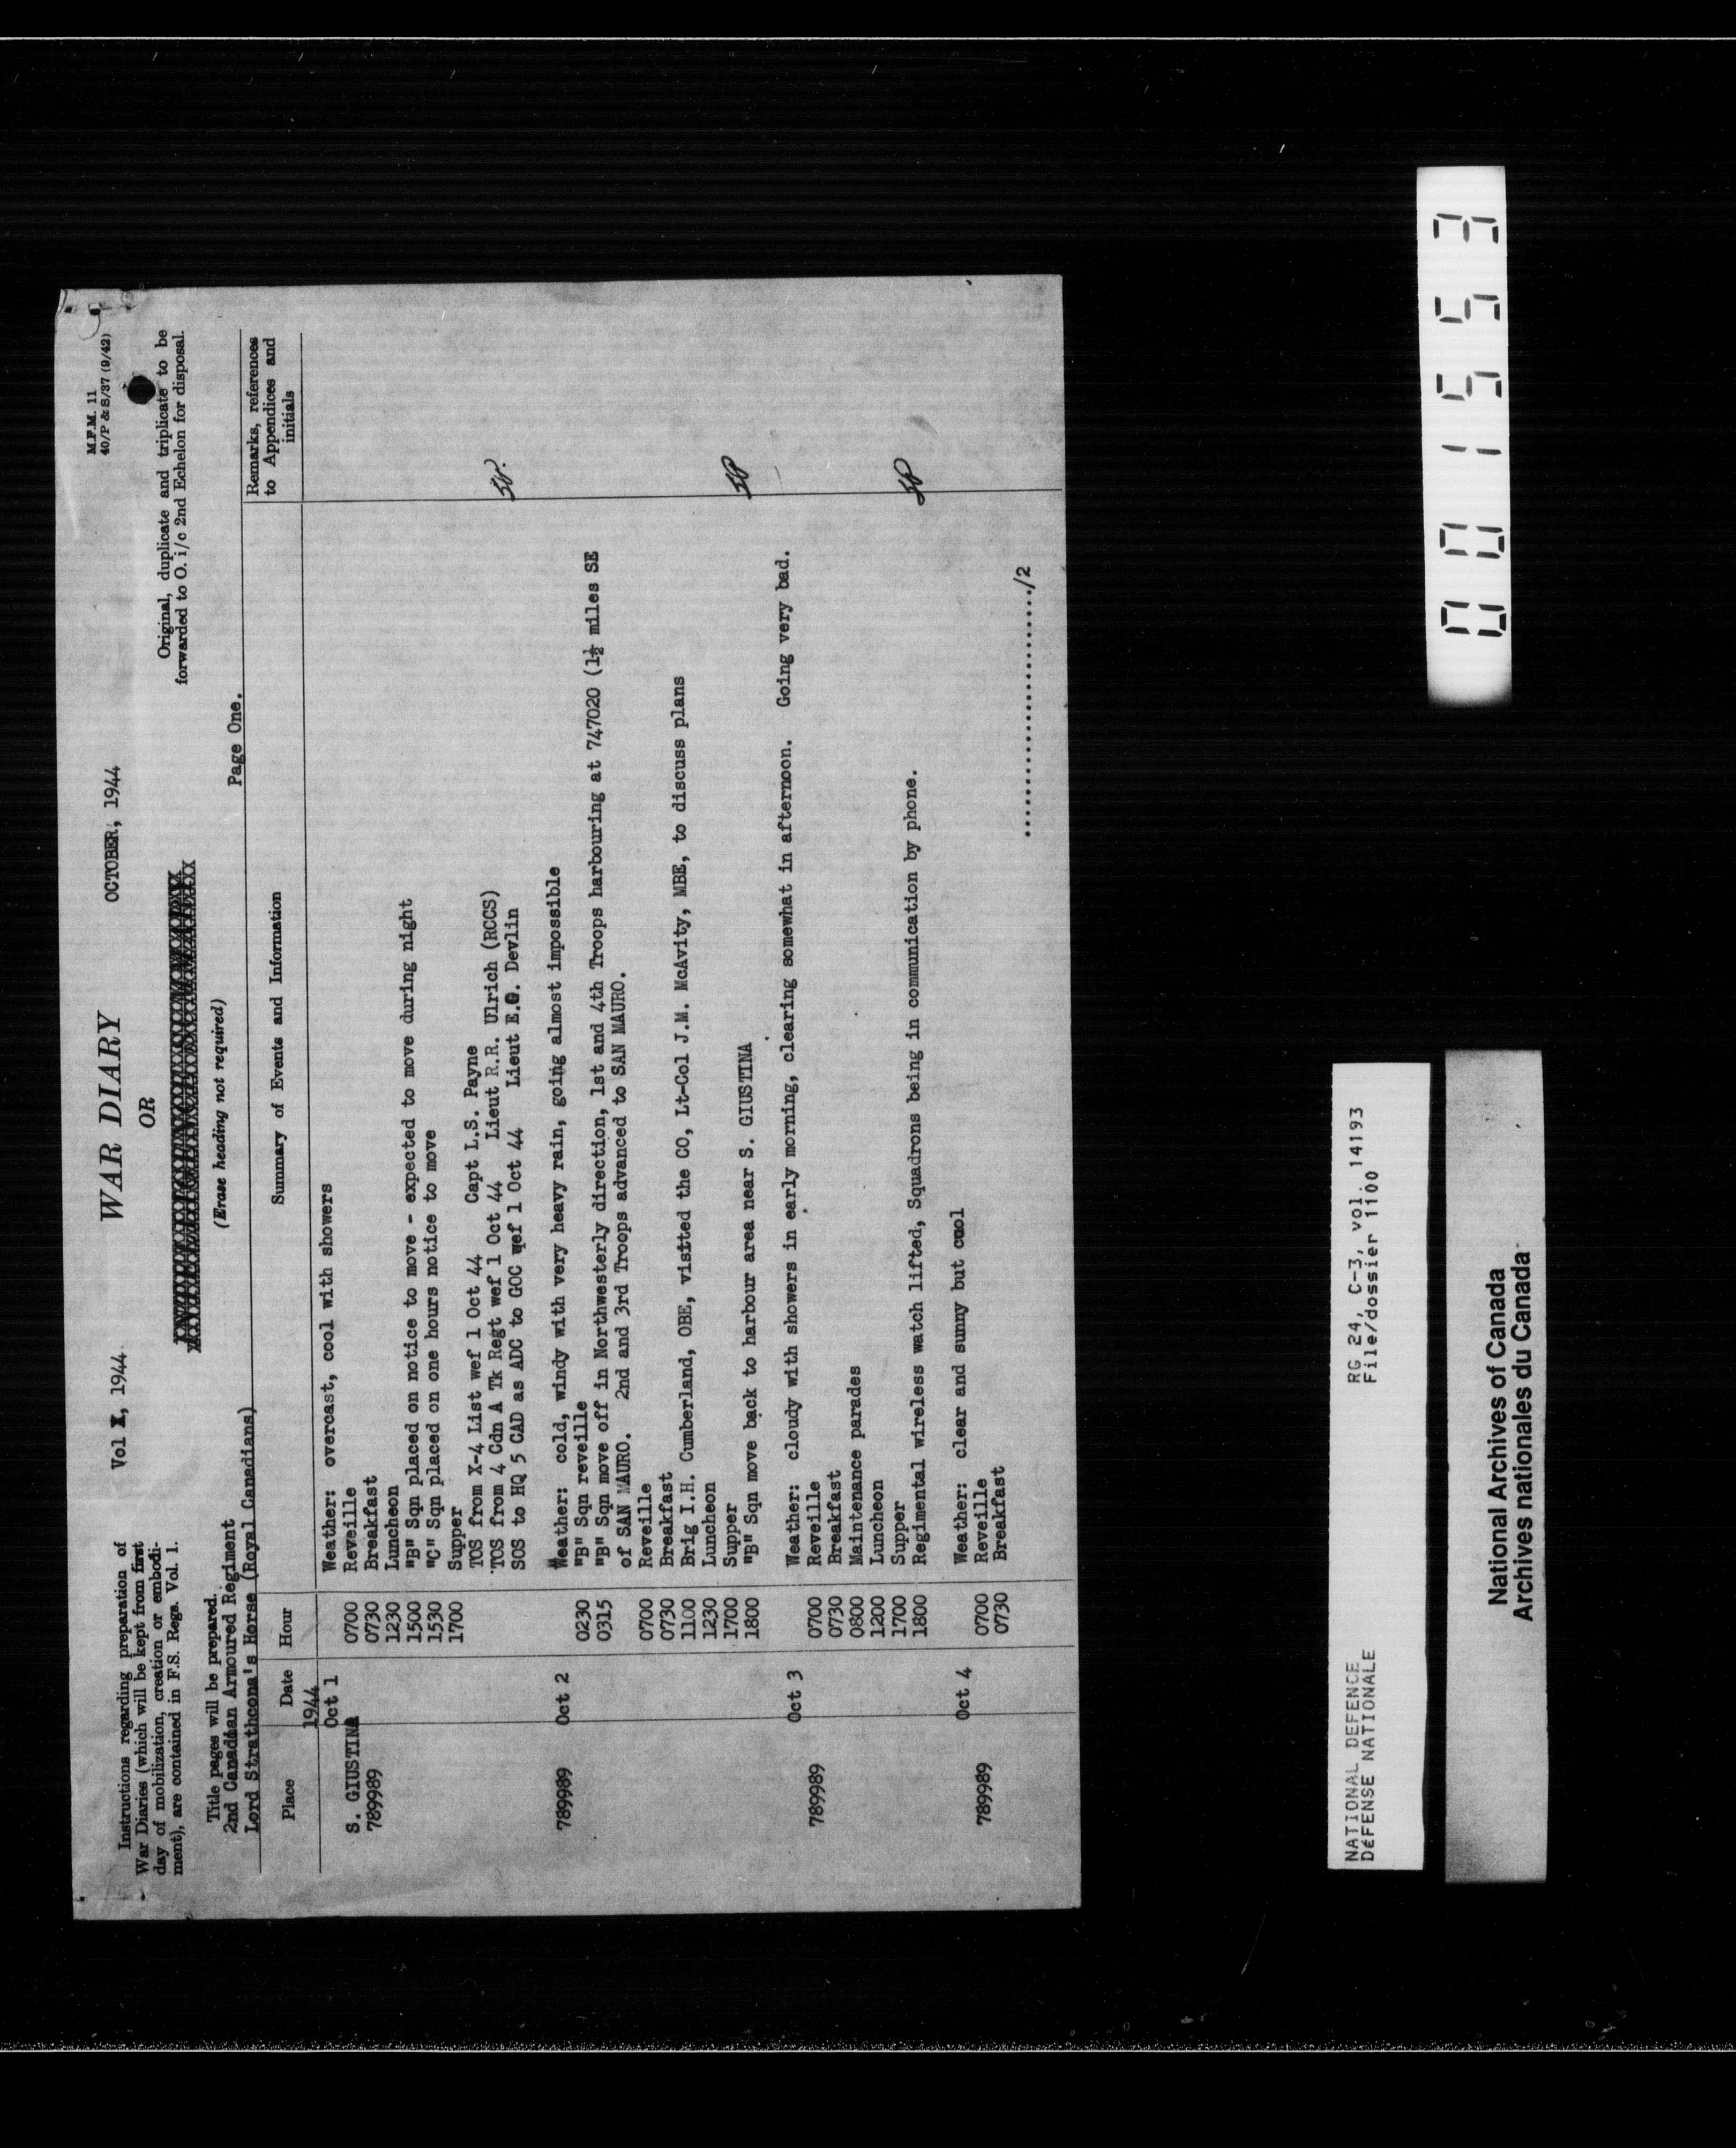 M.F.M. 11
40/P & S/37 (9/42)
Instructions regarding preparation of
War Diaries (which will be kept from first
day of mobilization, creation or embodi-
ment), are contained in F.S. Regs. Vol. 1.
Vol X, 1944.
WAR DIARY
OR
(Erase heading not required)
OCTOBER, 1944
Original, duplicate and triplicate to be
forwarded to O. i/c 2nd Echelon for disposal.
Title pages will be prepared.
2nd Canadian Armoured Regiment
Lord Strathcona's Horse (Royal Canadians)
Page One.
Place Date Hour Summary of Events and Information Remarks, references to Appendices and initials
1944
Oct 1 Weather: overcast, cool with showers
S. GIUSTINA 0700 Reveille
789989 0730 Breakfast
1230 Luncheon
1500 "B" Sqn placed on notice to move - expected to move during night
1530 "C" Sqn placed on one hours notice to move
1700 Supper
TOS from X-4 List wef 1 Oct 44 Capt L.S. Payne
TOS from 4 Cdn A Tk Regt wef 1 Oct 44 Lieut R.R. Ulrich (RCCS)
SOS to HQ 5 CAD as ADC to GOC wef 1 Oct 44 Lieut E.G. Devlin
789989 Oct 2 Weather: cold, windy with very heavy rain, going almost impossible
0230 "B" Sqn reveille
0315 "B" Sqn move off in Northwesterly direction, 1st and 4th Troops harbouring at 747020 (1½ miles SE
of SAN MAURO. 2nd and 3rd Troops advanced to SAN MAURO.
0700 Reveille
0730 Breakfast
1100 Brig I.H. Cumberland, OBE, visited the CO, Lt-Col J.M. McAvity, MBE, to discuss plans
1230 Luncheon
1700 Supper
1800 "B" Sqn move back to harbour area near S. GIUSTINA
Oct 3 Weather: cloudy with showers in early morning, clearing somewhat in afternoon. Going very bad.
789989 0700 Reveille
0730 Breakfast
0800 Maintenance parades
1200 Luncheon
1700 Supper
1800 Regimental wireless watch lifted, Squadrons being in communication by phone.
Oct 4 Weather: clear and sunny but cool
789989 0700 Reveille
0730 Breakfast
............................/2
001553
NATIONAL DEFENCE RG 24, C-3, vol. 14193
DÉFENSE NATIONALE File/dossier 1100
National Archives of Canada
Archives nationales du Canada